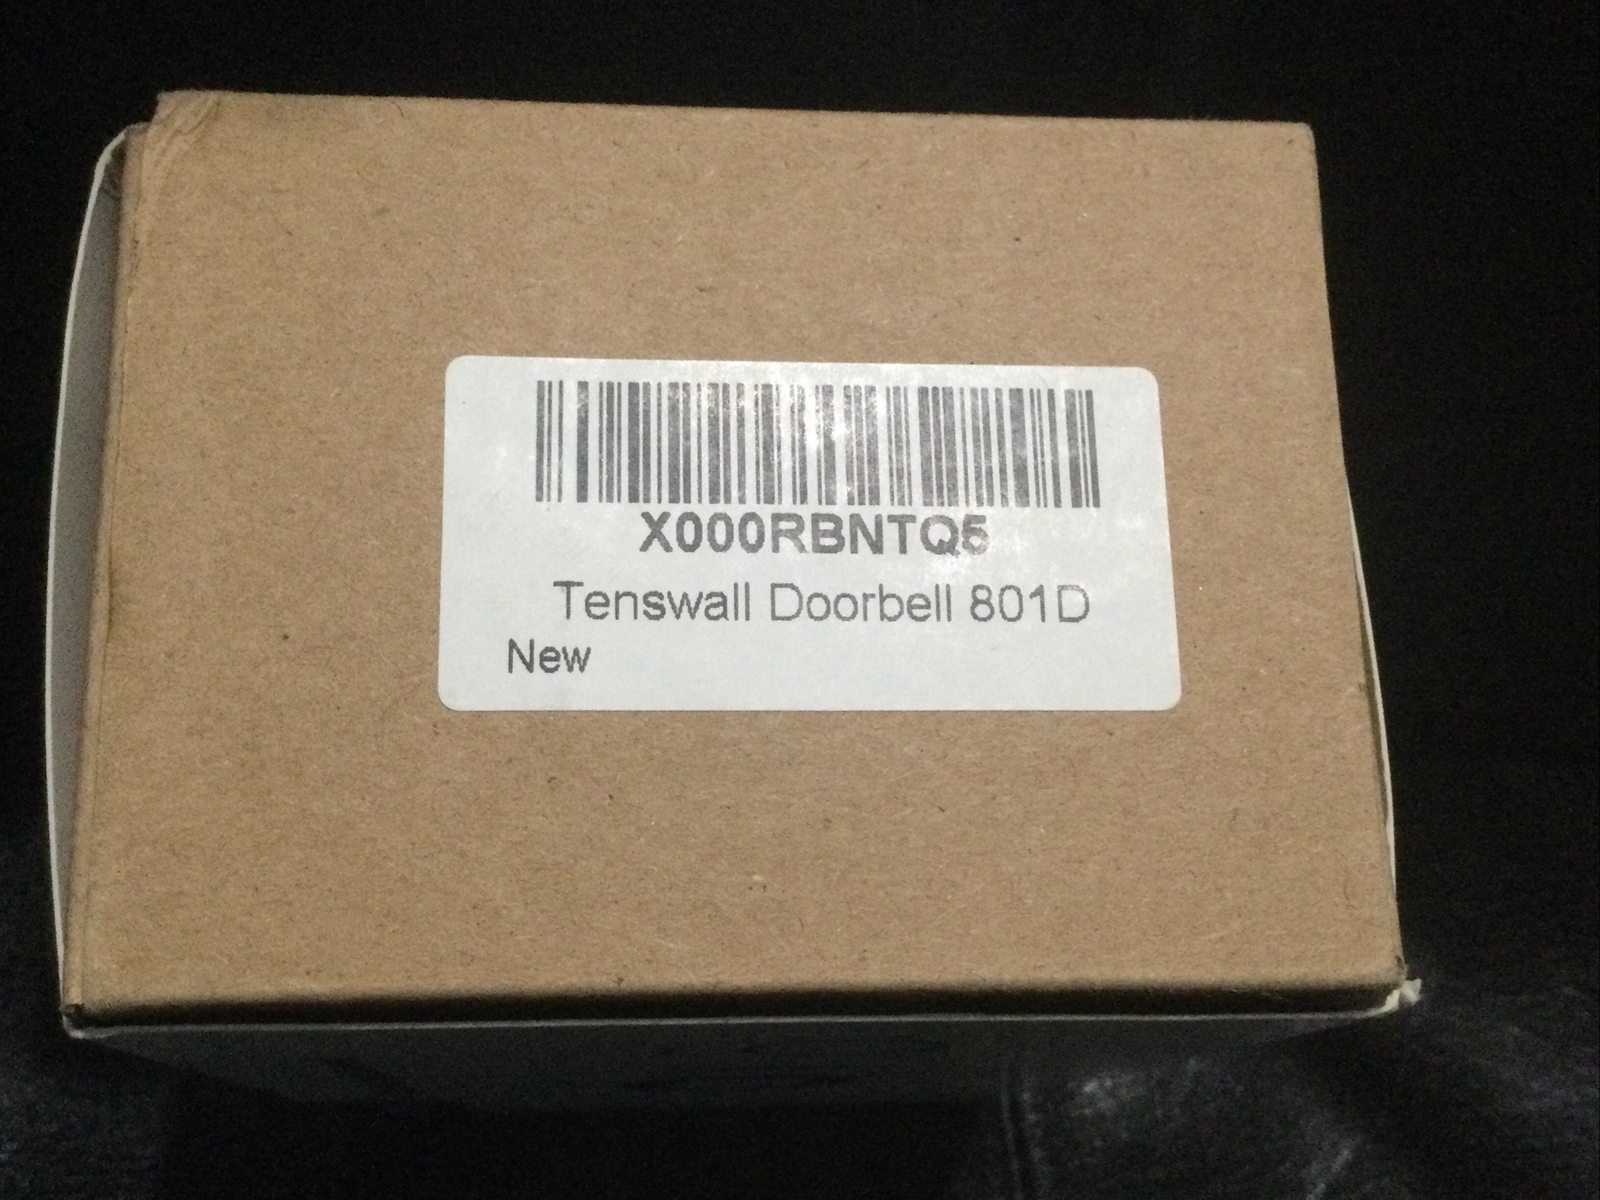 X000RBNTQ5
Tenswall Doorbell 801D
New